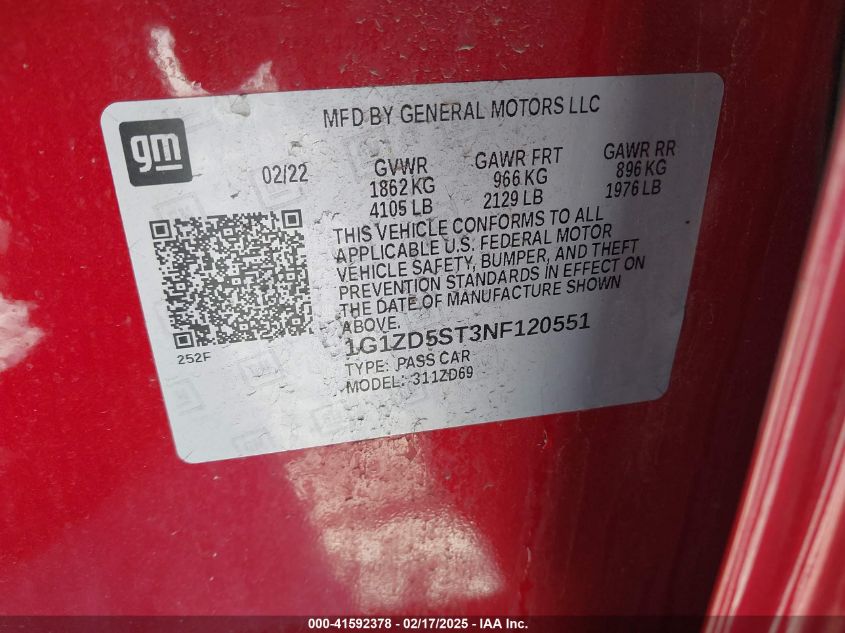 MFD BY GENERAL MOTORS LLC
gm
02/22
GVWR
1862 KG
4105 LB
GAWR FRT
966 KG
2129 LB
GAWR RR
896 KG
1976 LB
THIS VEHICLE CONFORMS TO ALL
APPLICABLE U.S. FEDERAL MOTOR
VEHICLE SAFETY, BUMPER, AND THEFT
PREVENTION STANDARDS IN EFFECT ON
THE DATE OF MANUFACTURE SHOWN
ABOVE.
252F
1G1ZD5ST3NF120551
TYPE: PASS CAR
MODEL: 311ZD69
000-41592378 - 02/17/2025 - IAA Inc.